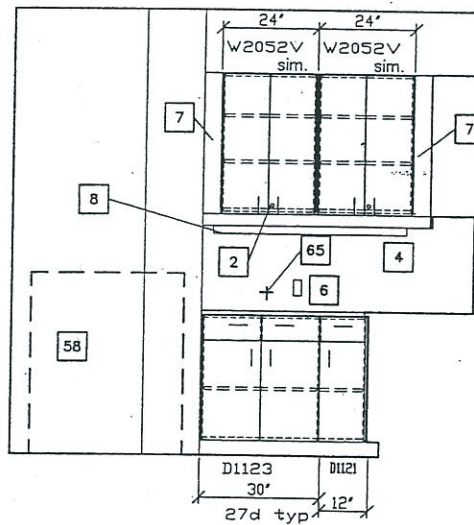 24" 24"
W2052V W2052V
sim. sim.
7 7
8
2 65 4
6
58
D1123 D1121
30" 12"
27d typ